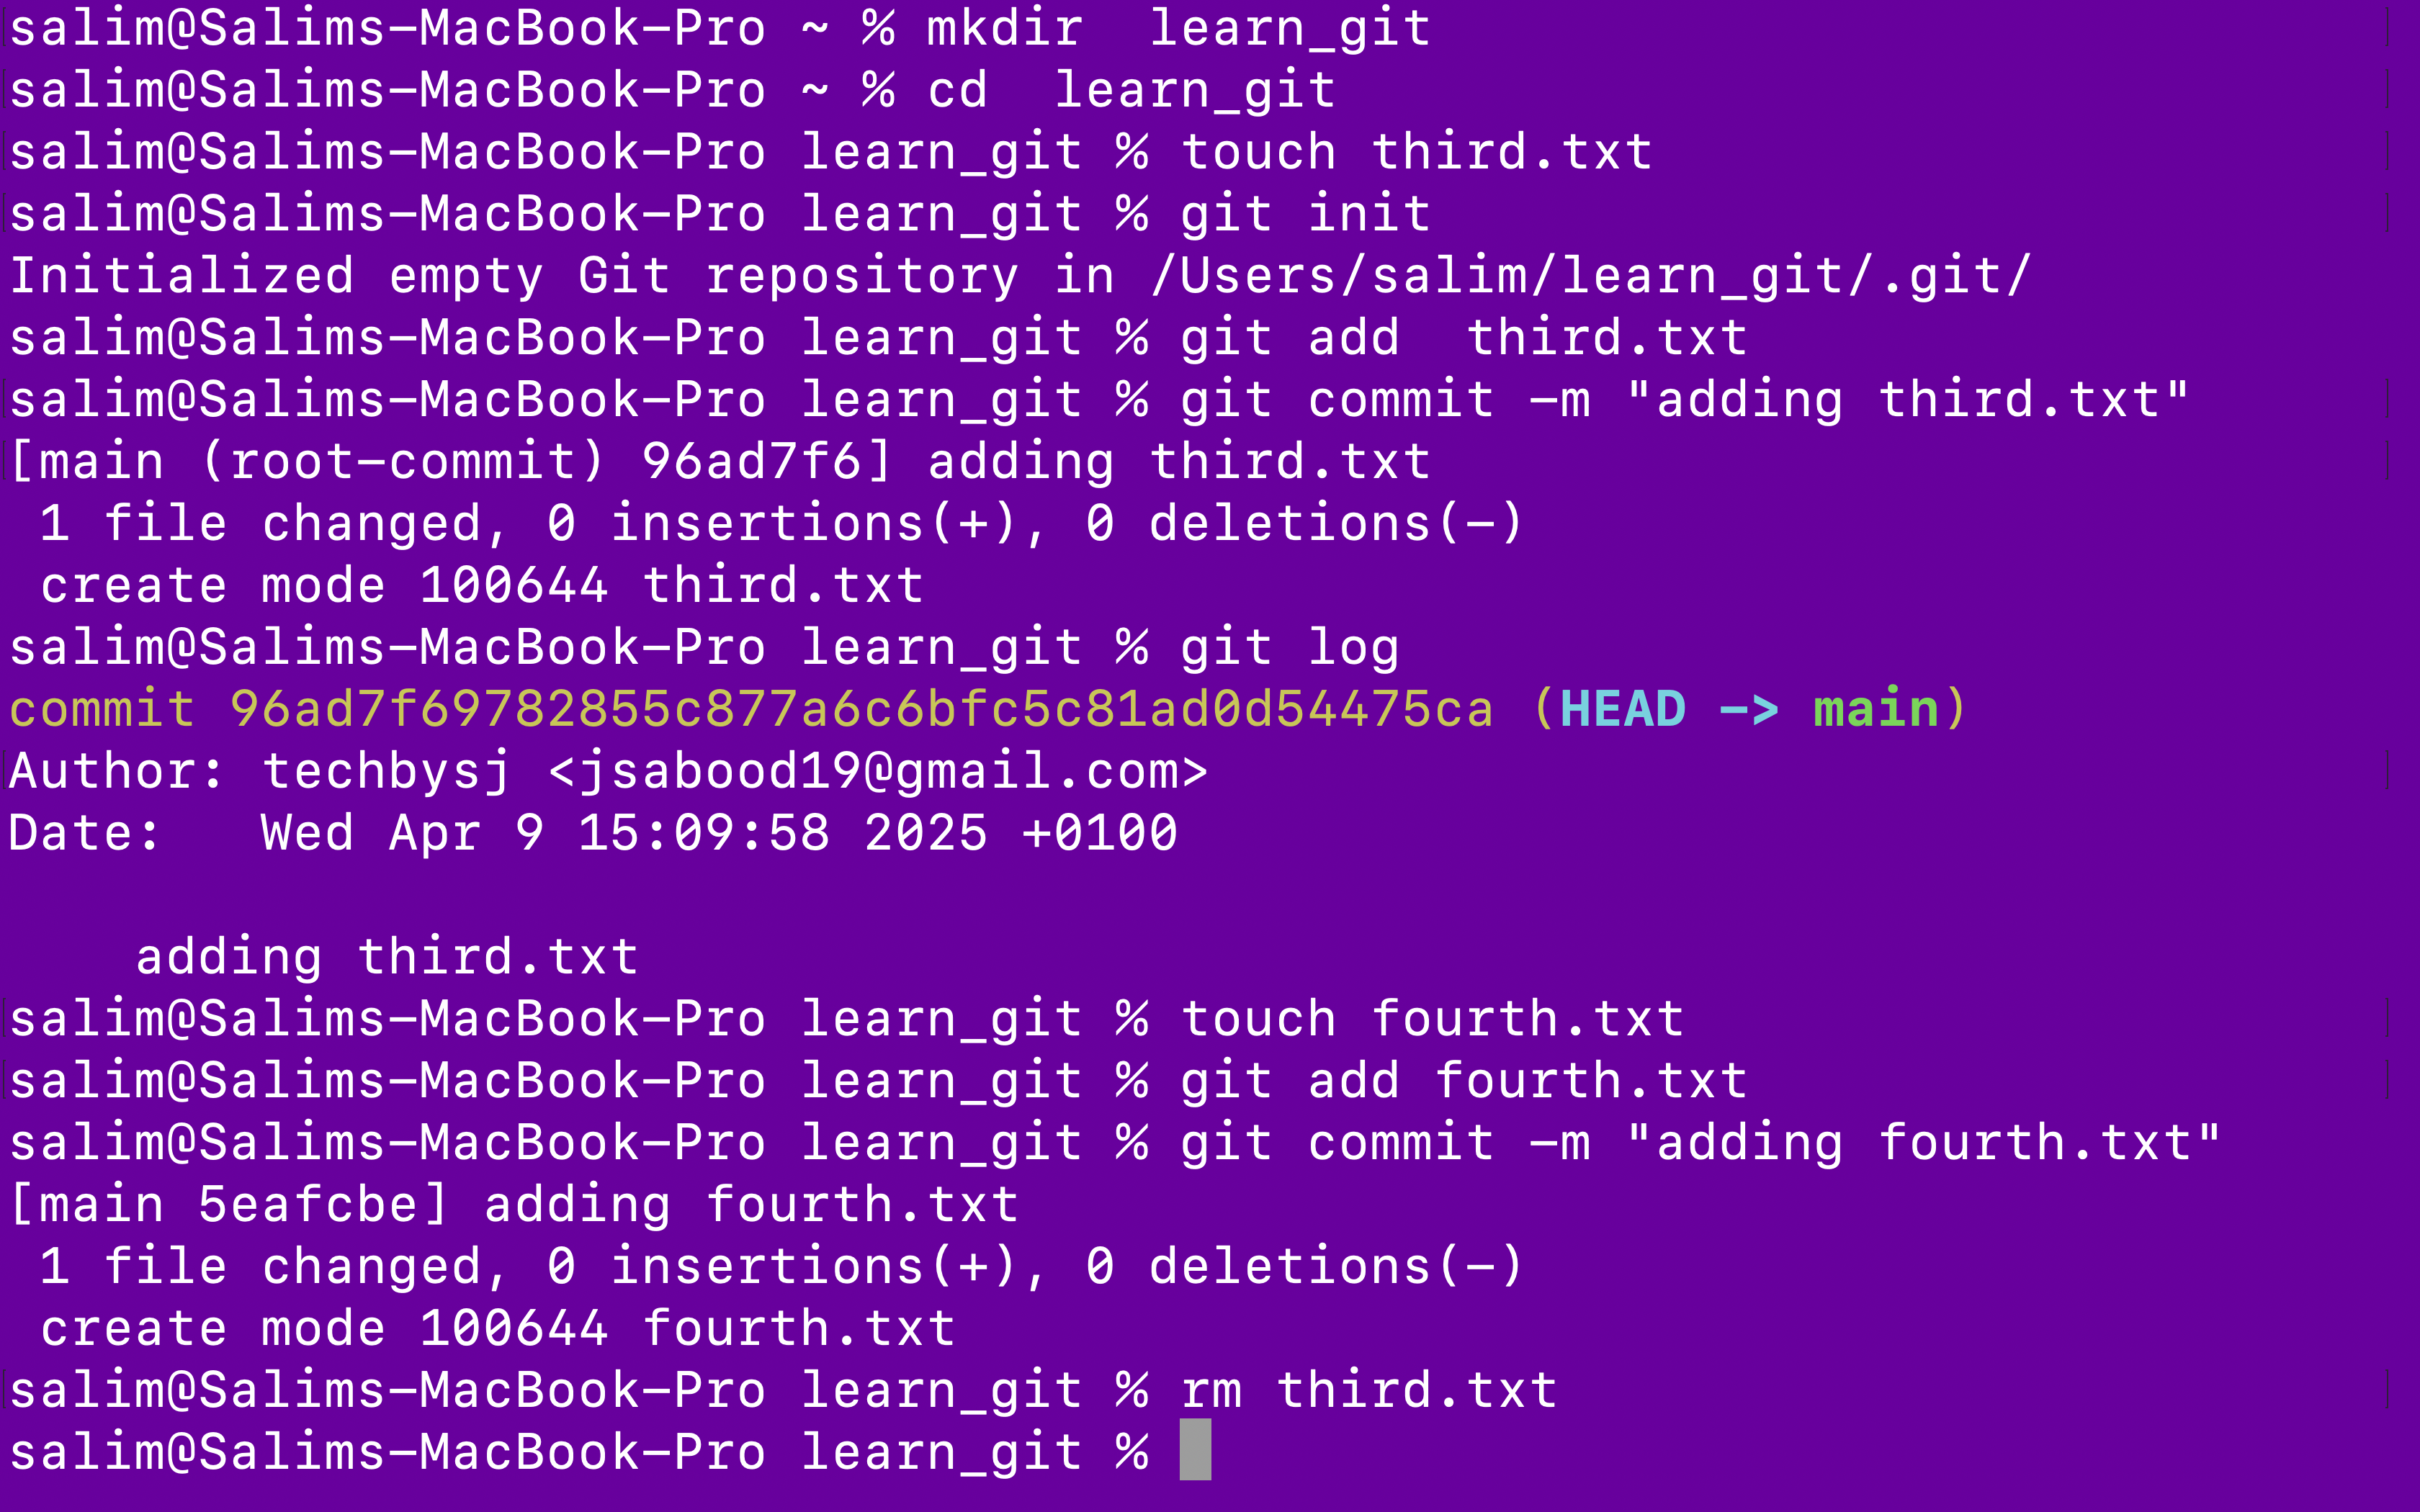 salim@Salims-MacBook-Pro ~ % mkdir  learn_git
salim@Salims-MacBook-Pro ~ % cd  learn_git
salim@Salims-MacBook-Pro learn_git % touch third.txt
salim@Salims-MacBook-Pro learn_git % git init
Initialized empty Git repository in /Users/salim/learn_git/.git/
salim@Salims-MacBook-Pro learn_git % git add  third.txt
salim@Salims-MacBook-Pro learn_git % git commit -m "adding third.txt"
[main (root-commit) 96ad7f6] adding third.txt
 1 file changed, 0 insertions(+), 0 deletions(-)
 create mode 100644 third.txt
salim@Salims-MacBook-Pro learn_git % git log
commit 96ad7f69782855c877a6c6bfc5c81ad0d54475ca (HEAD -> main)
Author: techbysj <jsabood19@gmail.com>
Date:   Wed Apr 9 15:09:58 2025 +0100
    adding third.txt
salim@Salims-MacBook-Pro learn_git % touch fourth.txt
salim@Salims-MacBook-Pro learn_git % git add fourth.txt
salim@Salims-MacBook-Pro learn_git % git commit -m "adding fourth.txt"
[main 5eafcbe] adding fourth.txt
 1 file changed, 0 insertions(+), 0 deletions(-)
 create mode 100644 fourth.txt
salim@Salims-MacBook-Pro learn_git % rm third.txt
salim@Salims-MacBook-Pro learn_git %